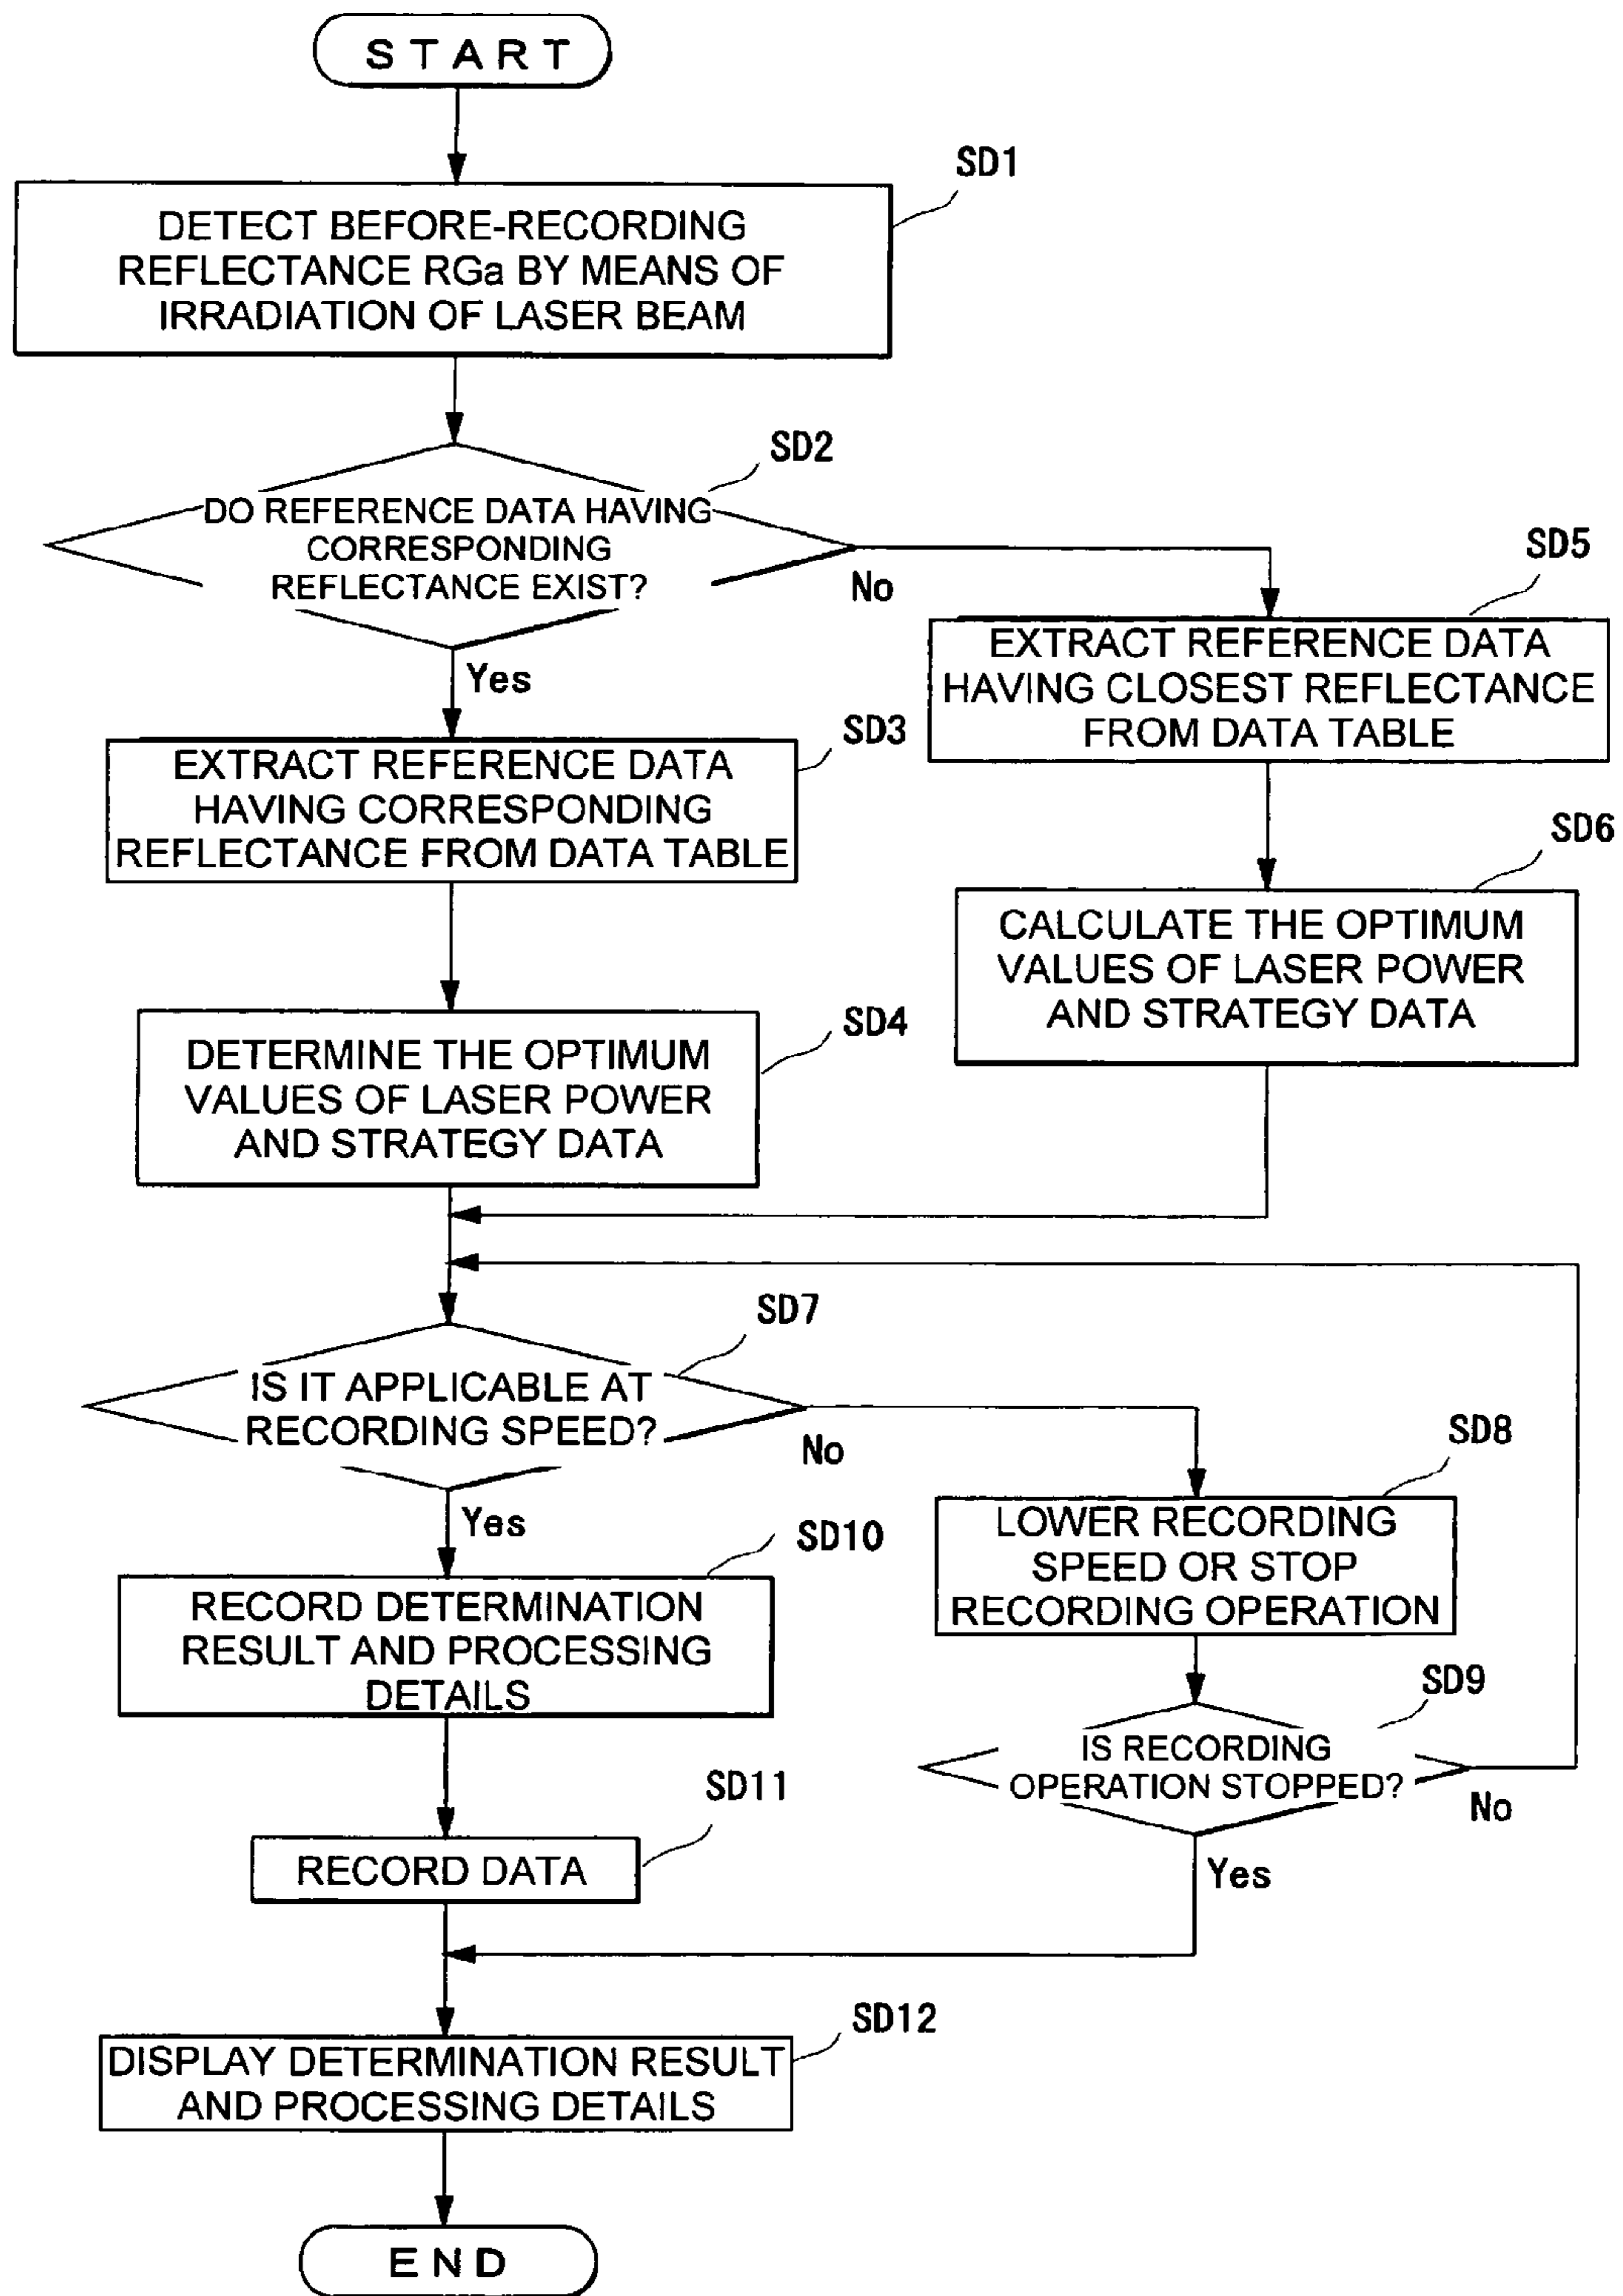 START
SD1
DETECT BEFORE-RECORDING
REFLECTANCE RGa BY MEANS OF
IRRADIATION OF LASER BEAM
SD2
DO REFERENCE DATA HAVING
CORRESPONDING
REFLECTANCE EXIST?
No
Yes
SD5
EXTRACT REFERENCE DATA
HAVING CLOSEST REFLECTANCE
FROM DATA TABLE
SD3
EXTRACT REFERENCE DATA
HAVING CORRESPONDING
REFLECTANCE FROM DATA TABLE
SD6
CALCULATE THE OPTIMUM
VALUES OF LASER POWER
AND STRATEGY DATA
SD4
DETERMINE THE OPTIMUM
VALUES OF LASER POWER
AND STRATEGY DATA
SD7
IS IT APPLICABLE AT
RECORDING SPEED?
No
Yes
SD8
LOWER RECORDING
SPEED OR STOP
RECORDING OPERATION
SD10
RECORD DETERMINATION
RESULT AND PROCESSING
DETAILS
SD9
IS RECORDING
OPERATION STOPPED?
No
Yes
SD11
RECORD DATA
SD12
DISPLAY DETERMINATION RESULT
AND PROCESSING DETAILS
END